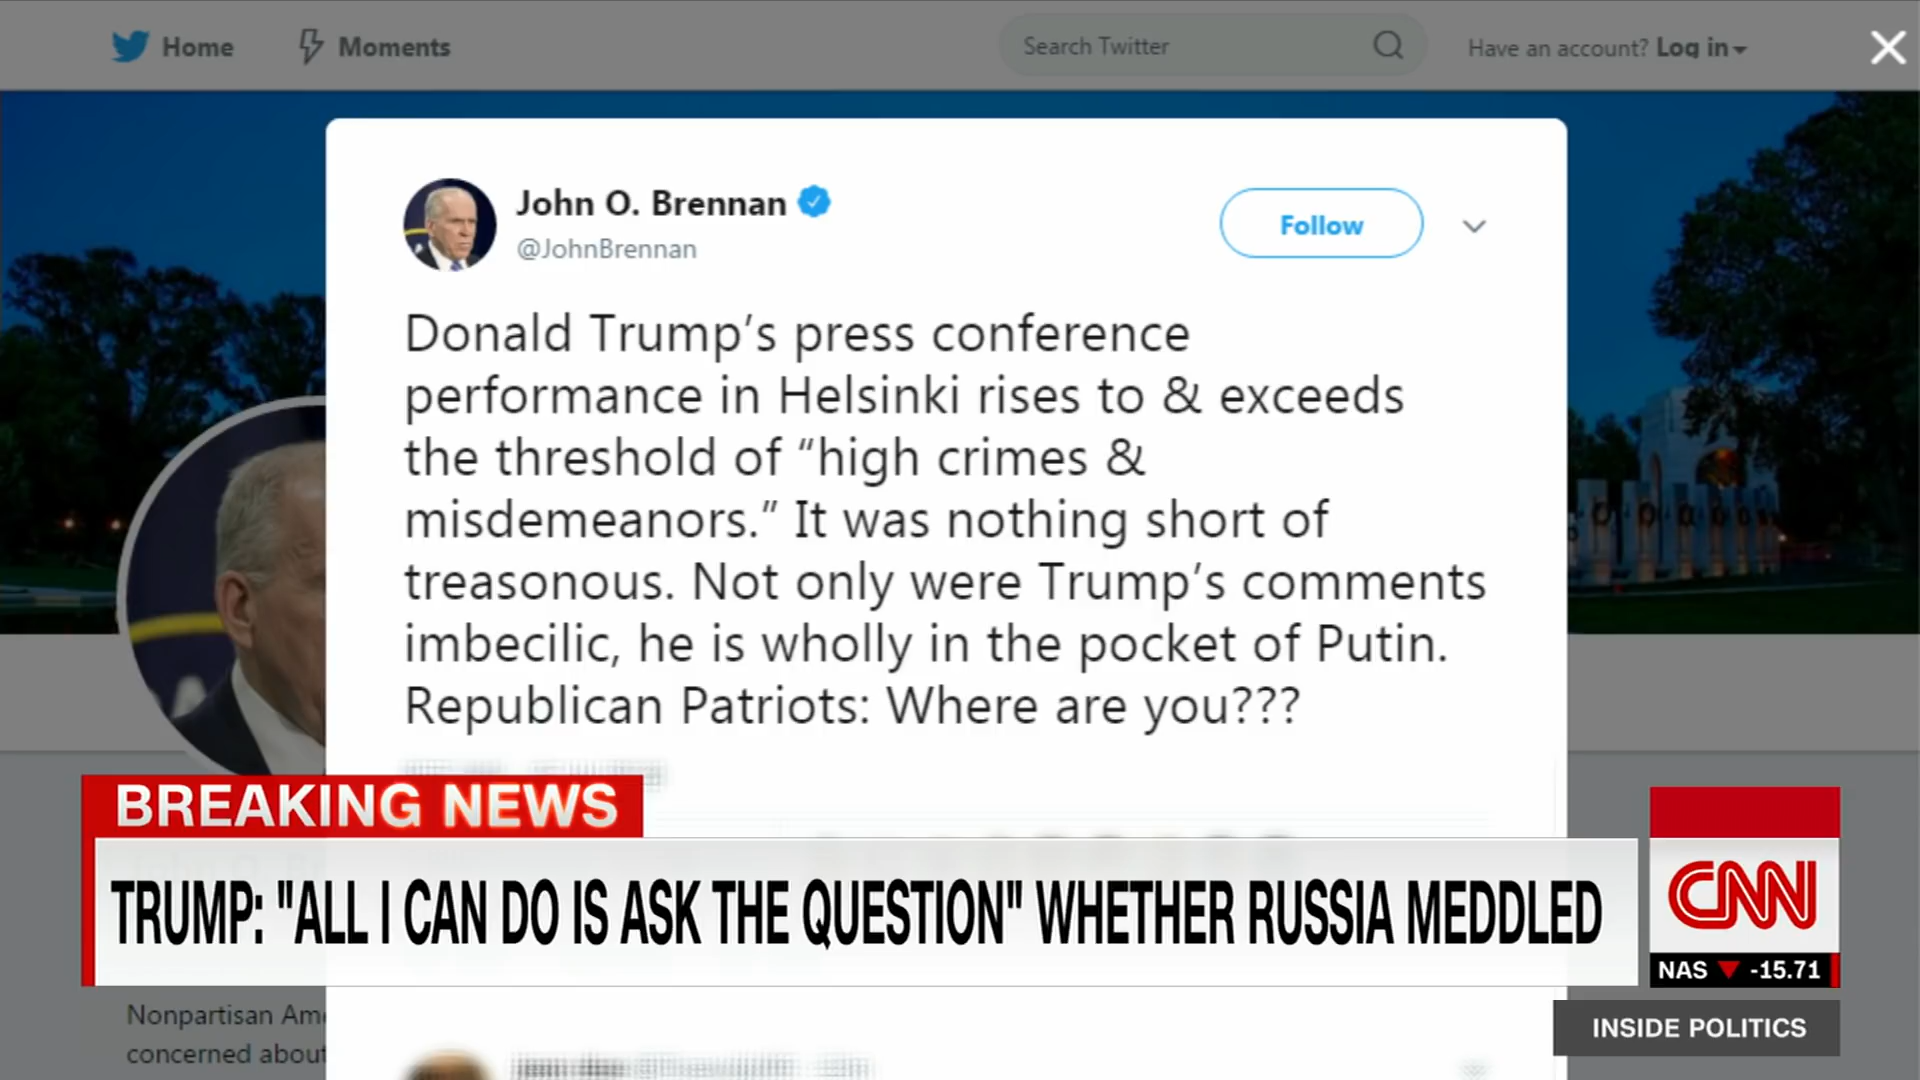 Home
Moments
Search Twitter
Have an account? Log in
John O. Brennan
@JohnBrennan
Follow
Donald Trump’s press conference
performance in Helsinki rises to & exceeds
the threshold of “high crimes &
misdemeanors.” It was nothing short of
treasonous. Not only were Trump’s comments
imbecilic, he is wholly in the pocket of Putin.
Republican Patriots: Where are you???
BREAKING NEWS
TRUMP: "ALL I CAN DO IS ASK THE QUESTION" WHETHER RUSSIA MEDDLED
CNN
NAS -15.71
Nonpartisan
concerned about
INSIDE POLITICS